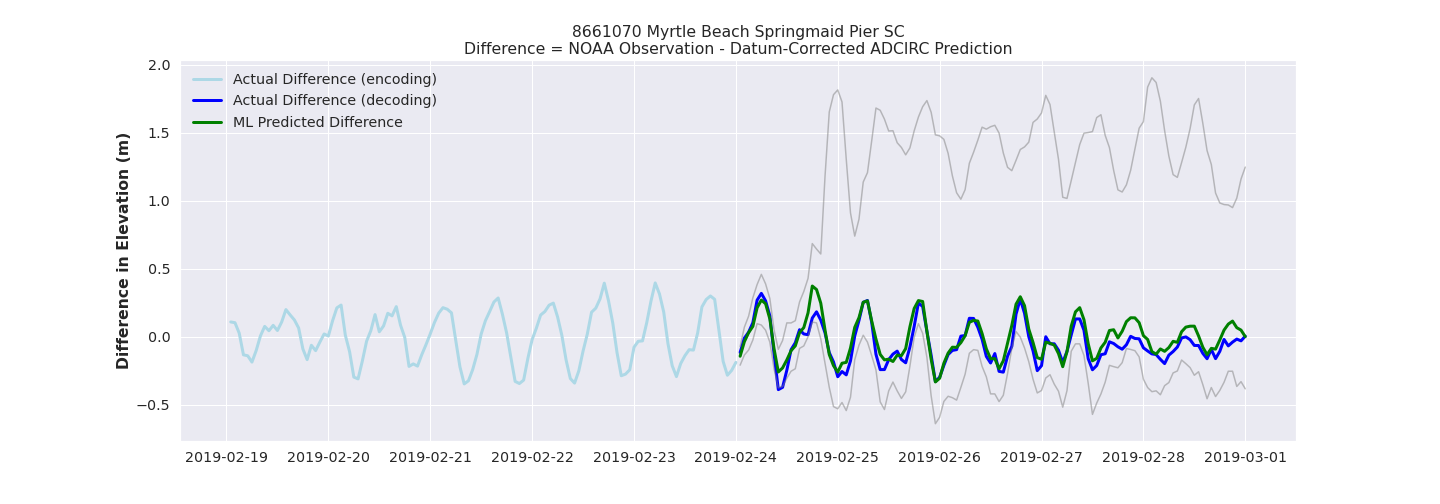 8661070 Myrtle Beach Springmaid Pier SC
Difference = NOAA Observation - Datum-Corrected ADCIRC Prediction
Actual Difference (encoding)
Actual Difference (decoding)
ML Predicted Difference
Difference in Elevation (m)
2.0
1.5
1.0
0.5
0.0
−0.5
2019-02-19 2019-02-20 2019-02-21 2019-02-22 2019-02-23 2019-02-24 2019-02-25 2019-02-26 2019-02-27 2019-02-28 2019-03-01